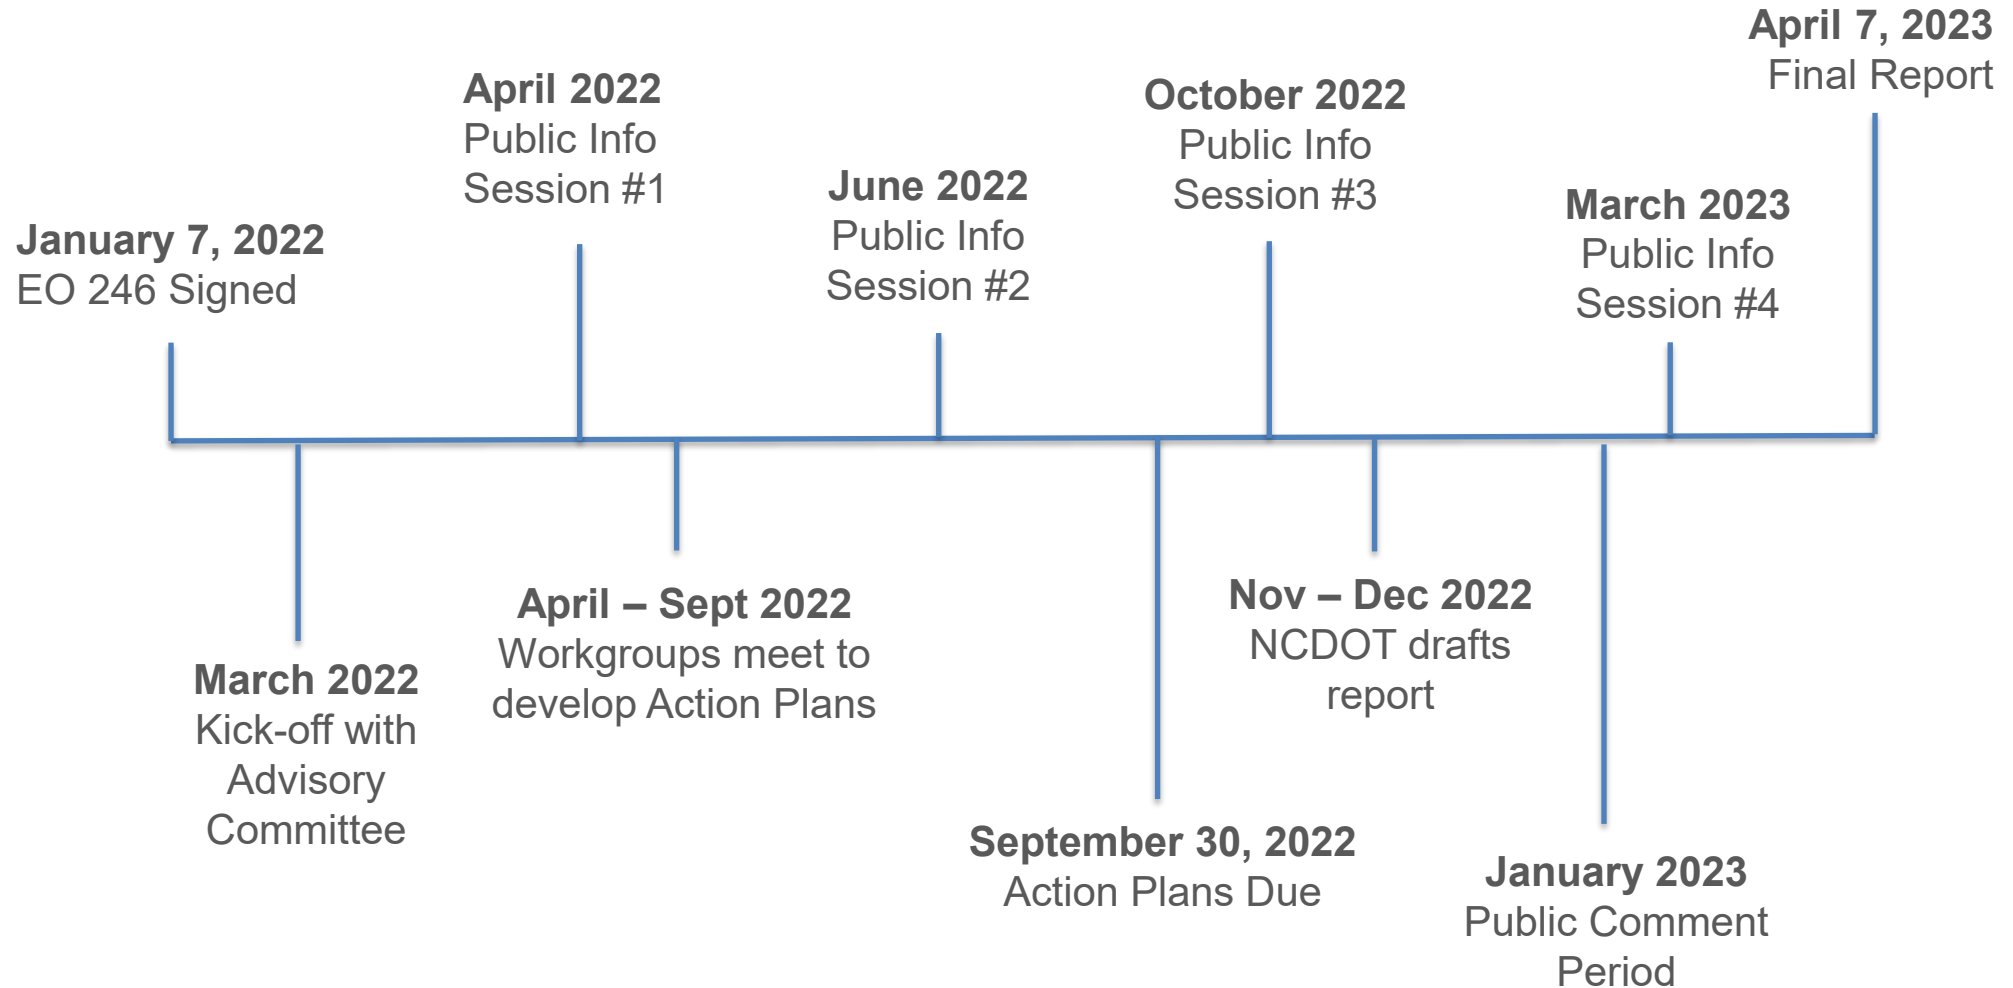 January 7, 2022
EO 246 Signed
March 2022
Kick-off with
Advisory
Committee
April 2022
Public Info
Session #1
April – Sept 2022
Workgroups meet to
develop Action Plans
June 2022
Public Info
Session #2
September 30, 2022
Action Plans Due
October 2022
Public Info
Session #3
Nov – Dec 2022
NCDOT drafts
report
January 2023
Public Comment
Period
March 2023
Public Info
Session #4
April 7, 2023
Final Report